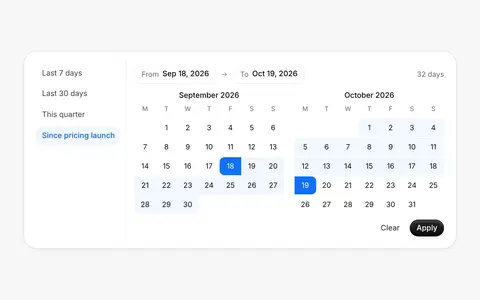 Last 7 days
Last 30 days
This quarter
Since pricing launch
From Sep 18, 2026 → To Oct 19, 2026 32 days
September 2026
M T W T F S S
1 2 3 4 5 6
7 8 9 10 11 12 13
14 15 16 17 18 19 20
21 22 23 24 25 26 27
28 29 30
October 2026
M T W T F S S
1 2 3 4
5 6 7 8 9 10 11
12 13 14 15 16 17 18
19 20 21 22 23 24 25
26 27 28 29 30 31
Clear Apply